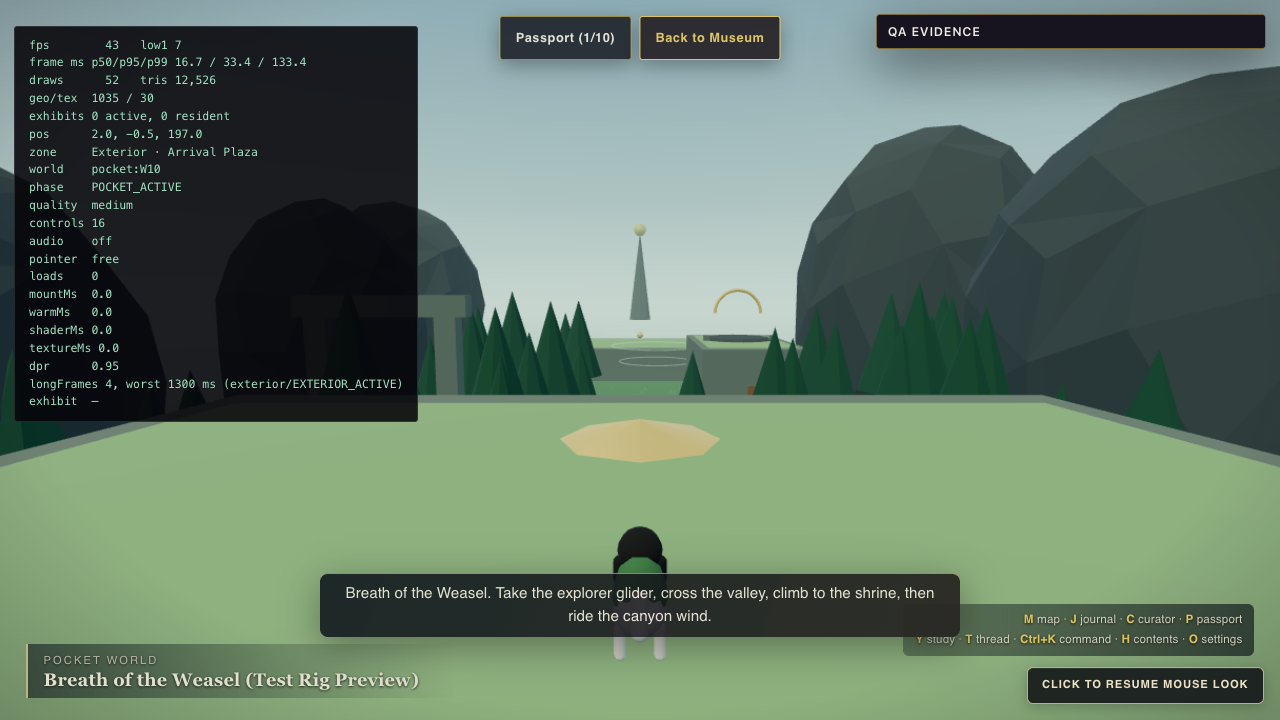 fps 43 low1 7
frame ms p50/p95/p99 16.7 / 33.4 / 133.4
draws 52 tris 12,526
geo/tex 1035 / 30
exhibits 0 active, 0 resident
pos 2.0, −0.5, 197.0
zone Exterior · Arrival Plaza
world pocket:W10
phase POCKET_ACTIVE
quality medium
controls 16
audio off
pointer free
loads 0
mountMs 0.0
warmMs 0.0
shaderMs 0.0
textureMs 0.0
dpr 0.95
longFrames 4, worst 1300 ms (exterior/EXTERIOR_ACTIVE)
exhibit —
Passport (1/10)
Back to Museum
QA EVIDENCE
Breath of the Weasel. Take the explorer glider, cross the valley, climb to the shrine, then
ride the canyon wind.
M map · J journal · C curator · P passport
Y study · T thread · Ctrl+K command · H contents · O settings
POCKET WORLD
Breath of the Weasel (Test Rig Preview)
CLICK TO RESUME MOUSE LOOK